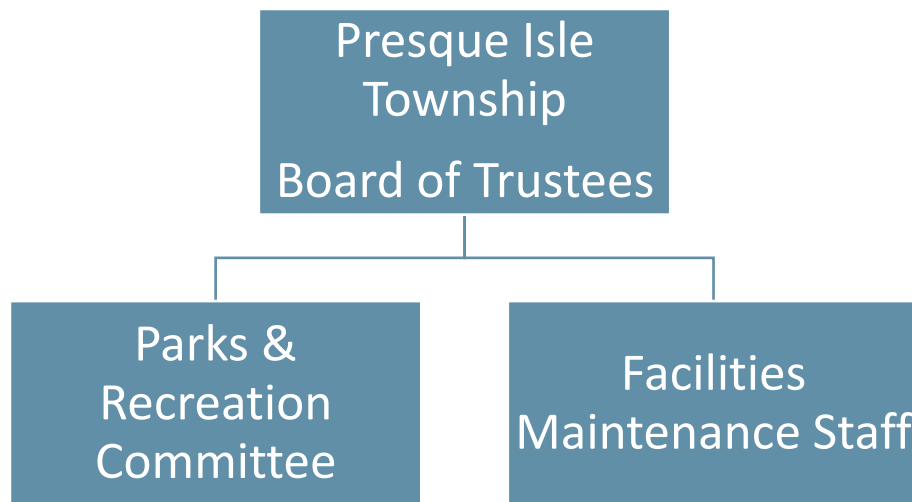 Presque Isle
Township
Board of Trustees
Parks &
Recreation
Committee
Facilities
Maintenance Staff